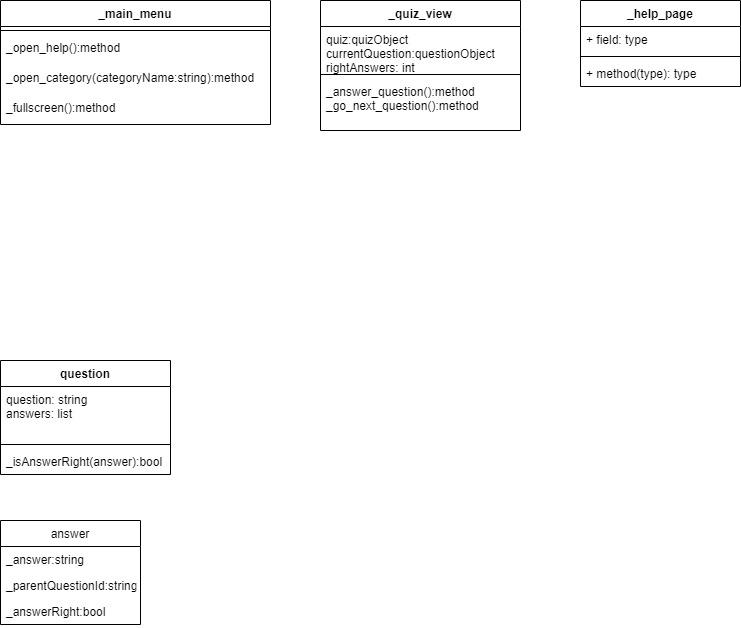 _main_menu
_open_help():method
_open_category(categoryName:string):method
_fullscreen():method
_quiz_view
quiz:quizObject
currentQuestion:questionObject
rightAnswers: int
_answer_question():method
_go_next_question():method
_help_page
+ field: type
+ method(type): type
question
question: string
answers: list
_isAnswerRight(answer):bool
answer
_answer:string
_parentQuestionId:string
_answerRight:bool